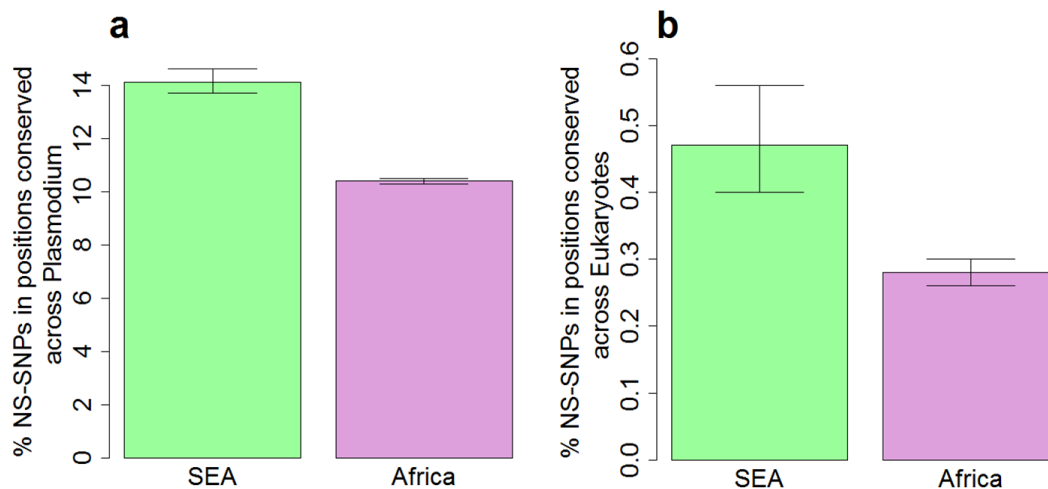 a
% NS-SNPs in positions conserved
across Plasmodium
14
12
10
8
6
4
2
0
SEA
Africa
b
% NS-SNPs in positions conserved
across Eukaryotes
0.6
0.5
0.4
0.3
0.2
0.1
0.0
SEA
Africa